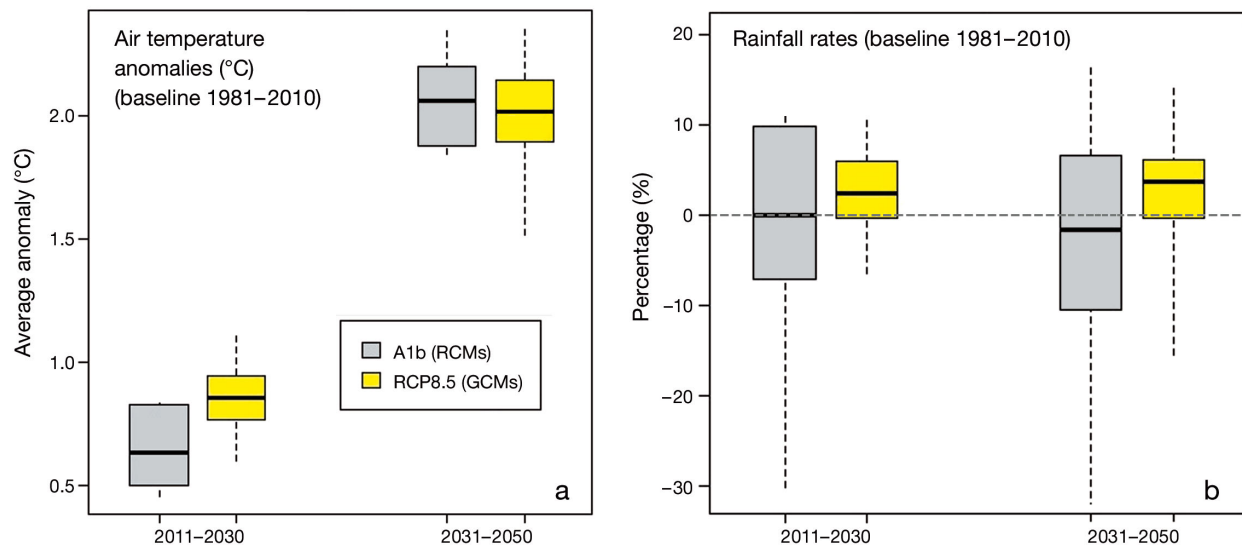 Air temperature
anomalies (°C)
(baseline 1981–2010)
Average anomaly (°C)
2.0
1.5
1.0
0.5
A1b (RCMs)
RCP8.5 (GCMs)
a
2011–2030
2031–2050
Rainfall rates (baseline 1981–2010)
Percentage (%)
20
10
0
−10
−20
−30
b
2011–2030
2031–2050